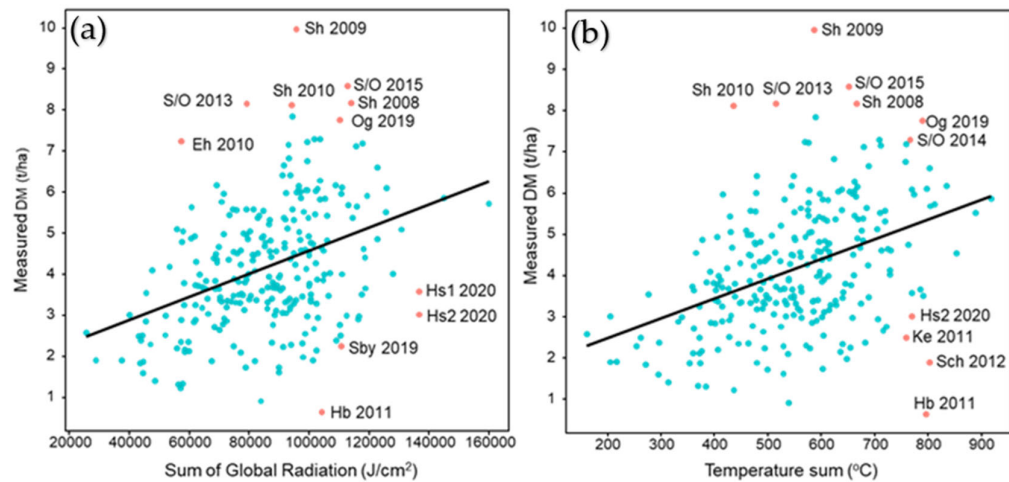 (a)
Sh 2009
S/O 2013
Sh 2010
S/O 2015
Sh 2008
Og 2019
Eh 2010
Hs1 2020
Hs2 2020
Sby 2019
Hb 2011
Measured DM (t/ha)
10
9
8
7
6
5
4
3
2
1
20000 40000 60000 80000 100000 120000 140000 160000
Sum of Global Radiation (J/cm²)
(b)
Sh 2009
Sh 2010
S/O 2013
S/O 2015
Sh 2008
Og 2019
S/O 2014
Hs2 2020
Ke 2011
Sch 2012
Hb 2011
Measured DM (t/ha)
10
9
8
7
6
5
4
3
2
1
200 300 400 500 600 700 800 900
Temperature sum (°C)